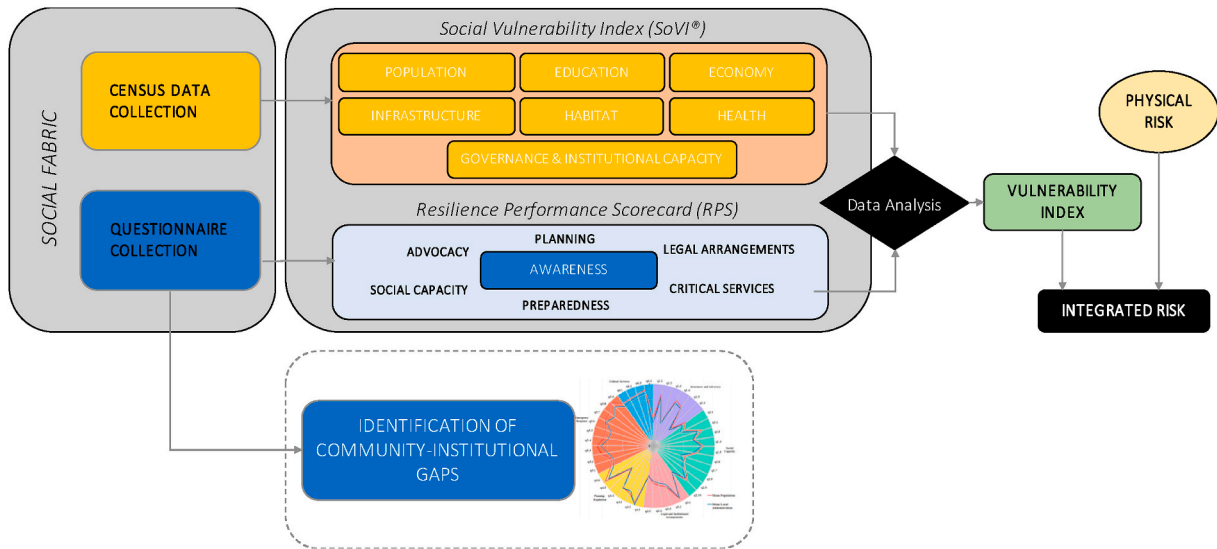 SOCIAL FABRIC
CENSUS DATA
COLLECTION
QUESTIONNAIRE
COLLECTION
Social Vulnerability Index (SoVI®)
POPULATION
EDUCATION
ECONOMY
INFRASTRUCTURE
HABITAT
HEALTH
GOVERNANCE & INSTITUTIONAL CAPACITY
Resilience Performance Scorecard (RPS)
ADVOCACY
PLANNING
LEGAL ARRANGEMENTS
AWARENESS
SOCIAL CAPACITY
PREPAREDNESS
CRITICAL SERVICES
Data Analysis
VULNERABILITY
INDEX
PHYSICAL
RISK
INTEGRATED RISK
IDENTIFICATION OF
COMMUNITY-INSTITUTIONAL
GAPS